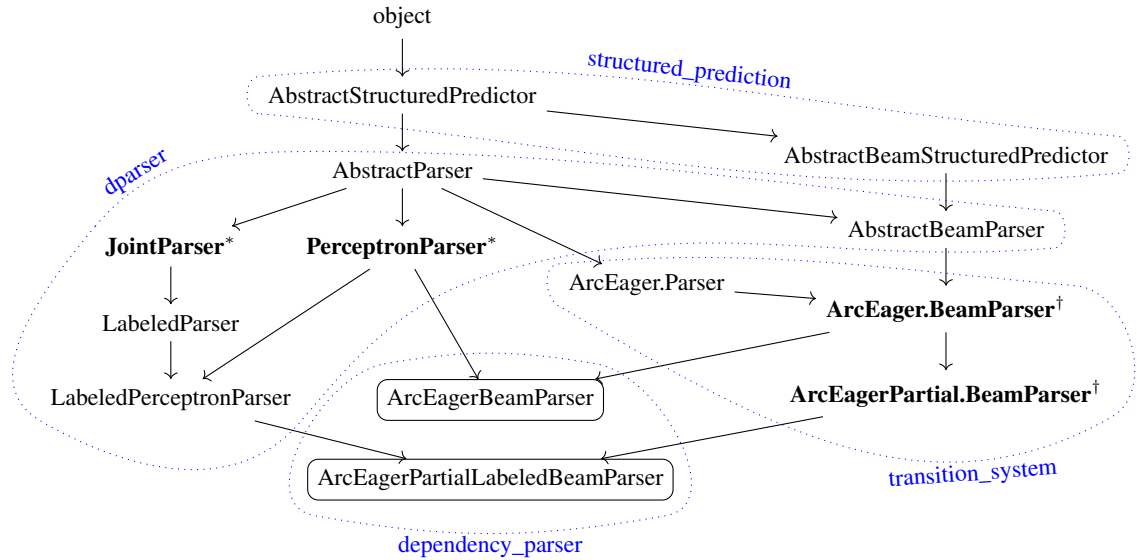 object
structured_prediction
AbstractStructuredPredictor
AbstractBeamStructuredPredictor
dparser
AbstractParser
AbstractBeamParser
JointParser*
PerceptronParser*
ArcEager.Parser
ArcEager.BeamParser†
LabeledParser
LabeledPerceptronParser
ArcEagerBeamParser
ArcEagerPartial.BeamParser†
ArcEagerPartialLabeledBeamParser
transition_system
dependency_parser